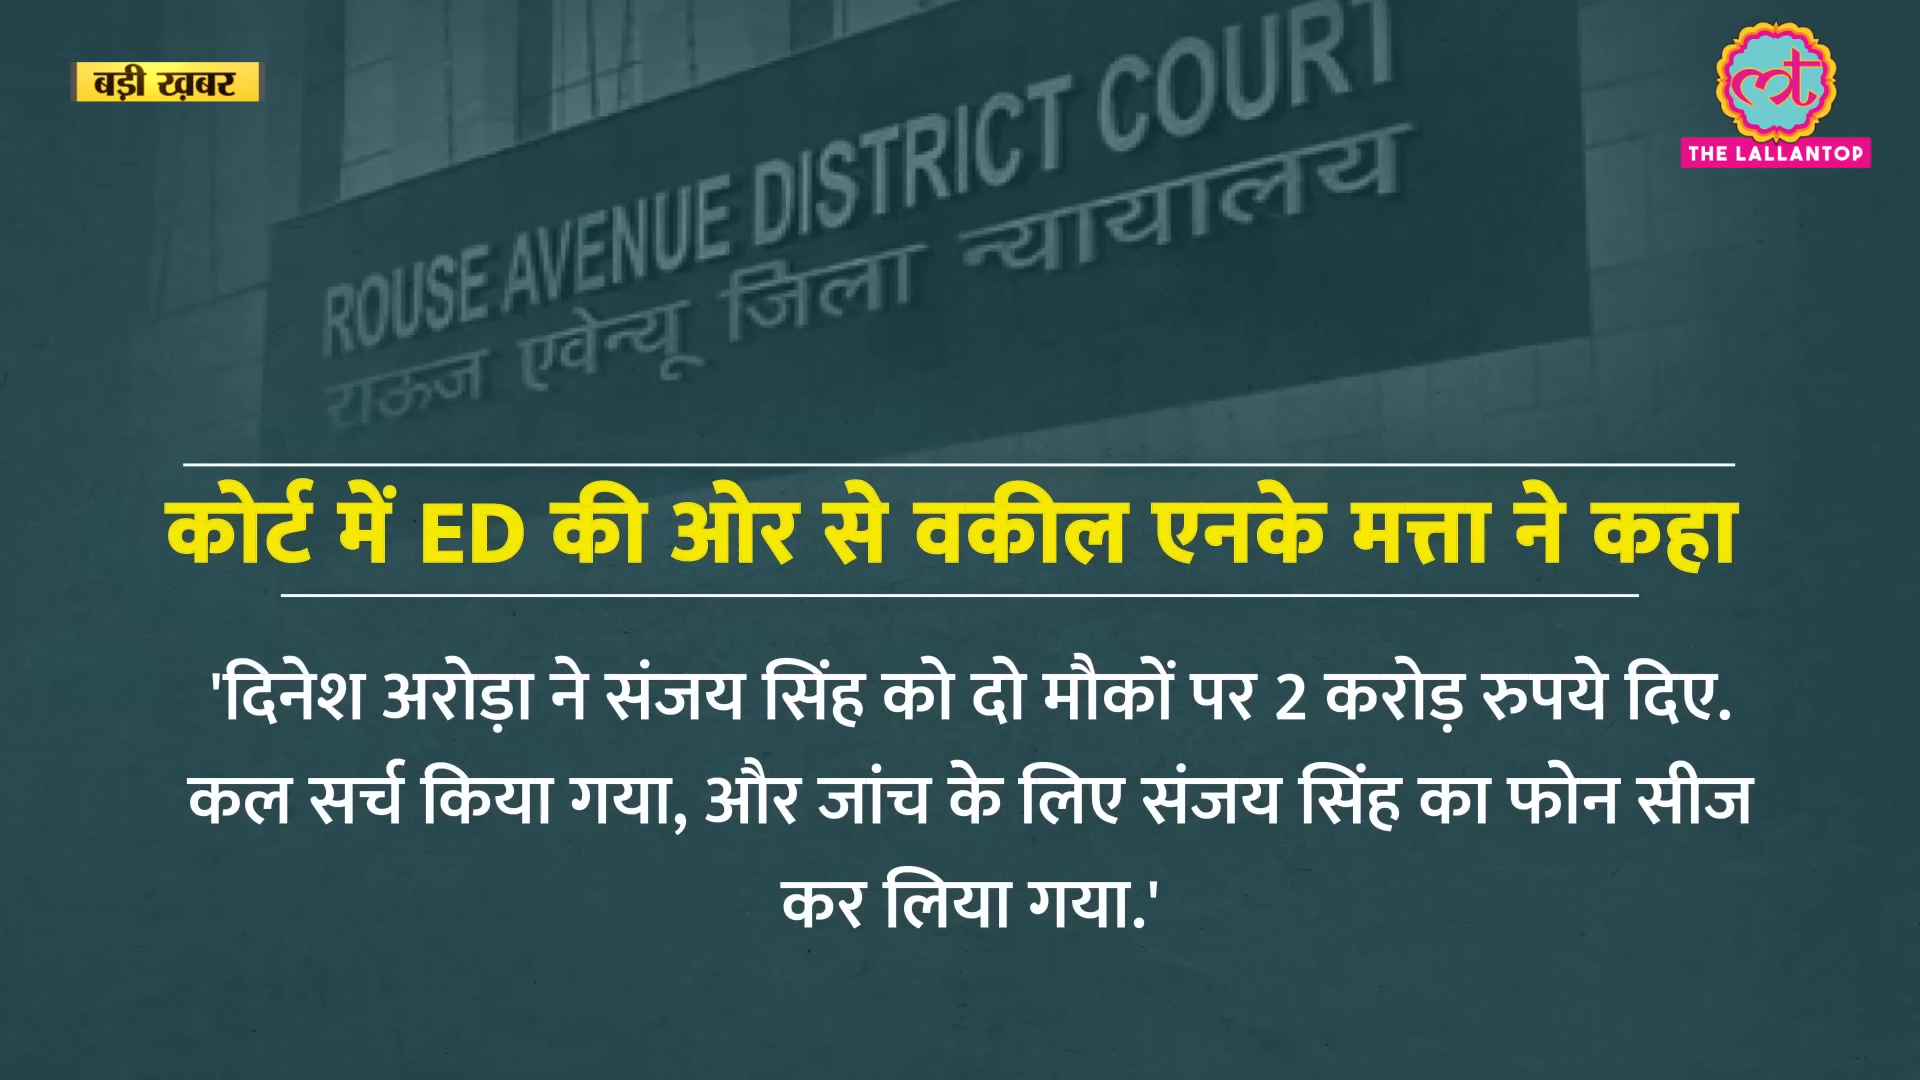 बड़ी ख़बर
THE LALLANTOP
ROUSE AVENUE DISTRICT COURT
राऊज एवेन्यू जिला न्यायालय
कोर्ट में ED की ओर से वकील एनके मत्ता ने कहा
'दिनेश अरोड़ा ने संजय सिंह को दो मौकों पर 2 करोड़ रुपये दिए.
कल सर्च किया गया, और जांच के लिए संजय सिंह का फोन सीज
कर लिया गया.'